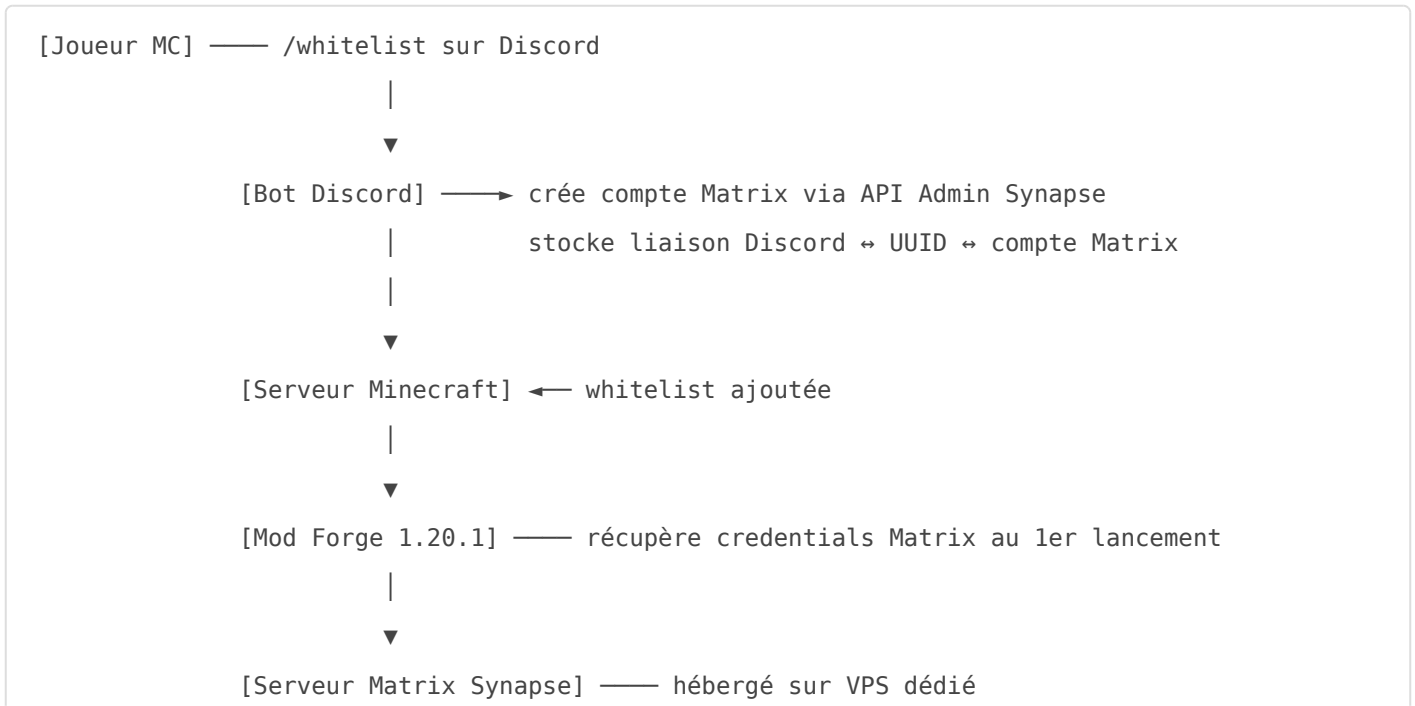 [Joueur MC] ──── /whitelist sur Discord
│
▼
[Bot Discord] ────► crée compte Matrix via API Admin Synapse
│ stocke liaison Discord ↔ UUID ↔ compte Matrix
│
▼
[Serveur Minecraft] ◄── whitelist ajoutée
│
▼
[Mod Forge 1.20.1] ──── récupère credentials Matrix au 1er lancement
│
▼
[Serveur Matrix Synapse] ──── hébergé sur VPS dédié